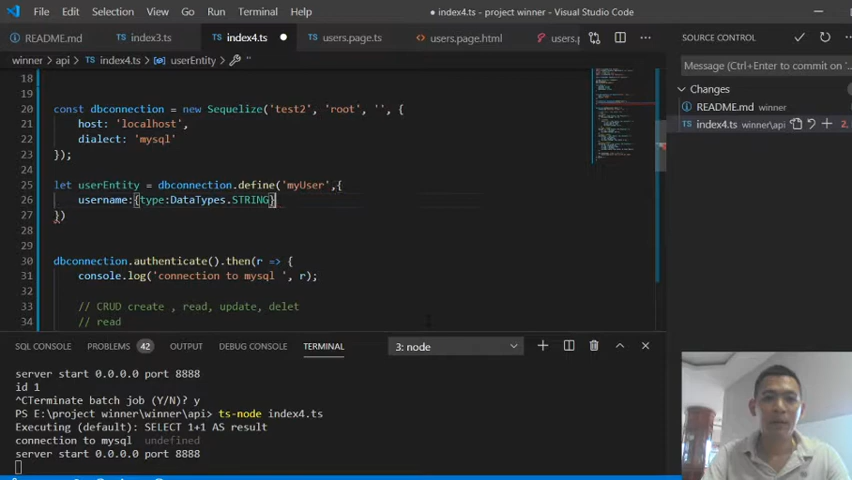 File Edit Selection View Go Run Terminal Help ● index4.ts - project winner - Visual Studio Code
README.md index3.ts index4.ts ● users.page.ts users.page.html users.p
winner > api > index4.ts > userEntity >
18
19
20 const dbconnection = new Sequelize('test2', 'root', '', {
21 host: 'localhost',
22 dialect: 'mysql'
23 });
24
25 let userEntity = dbconnection.define('myUser',{
26 username:{type:DataTypes.STRING}
27 })
28
29
30 dbconnection.authenticate().then(r => {
31 console.log('connection to mysql ', r);
32
33 // CRUD create , read, update, delet
34 // read
SOURCE CONTROL
Message (Ctrl+Enter to commit on
Changes
README.md winner
TS index4.ts winner\api 2,
SQL CONSOLE PROBLEMS 42 OUTPUT DEBUG CONSOLE TERMINAL 3: node
server start 0.0.0.0 port 8888
id 1
^CTerminate batch job (Y/N)? y
PS E:\project winner\winner\api> ts-node index4.ts
Executing (default): SELECT 1+1 AS result
connection to mysql undefined
server start 0.0.0.0 port 8888